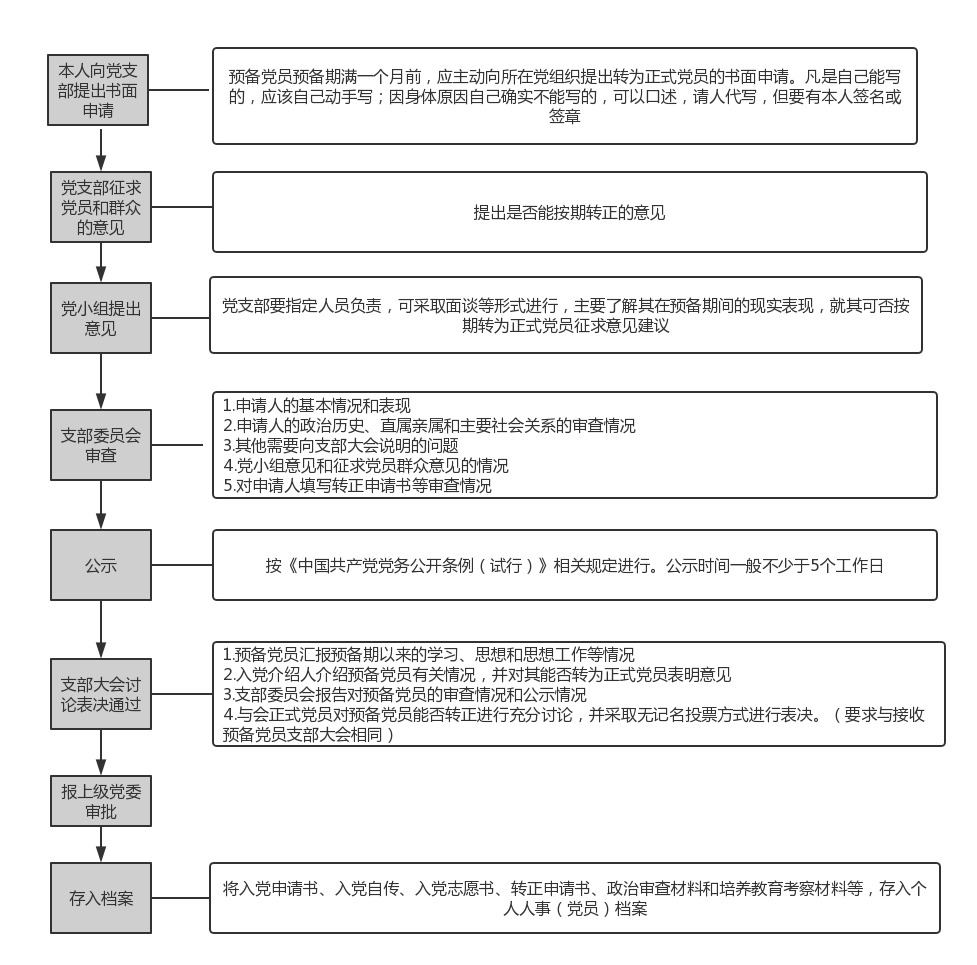 本人向党支
部提出书面
申请
预备党员预备期满一个月前，应主动向所在党组织提出转为正式党员的书面申请。凡是自己能写
的，应该自己动手写；因身体原因自己确实不能写的，可以口述，请人代写，但要有本人签名或
签章
党支部征求
党员和群众
的意见
提出是否能按期转正的意见
党小组提出
意见
党支部要指定人员负责，可采取面谈等形式进行，主要了解其在预备期间的现实表现，就其可否按
期转为正式党员征求意见建议
支部委员会
审查
1.申请人的基本情况和表现
2.申请人的政治历史、直属亲属和主要社会关系的审查情况
3.其他需要向支部大会说明的问题
4.党小组意见和征求党员群众意见的情况
5.对申请人填写转正申请书等审查情况
公示
按《中国共产党党务公开条例（试行）》相关规定进行。公示时间一般不少于5个工作日
支部大会讨
论表决通过
1.预备党员汇报预备期以来的学习、思想和思想工作等情况
2.入党介绍人介绍预备党员有关情况，并对其能否转为正式党员表明意见
3.支部委员会报告对预备党员的审查情况和公示情况
4.与会正式党员对预备党员能否转正进行充分讨论，并采取无记名投票方式进行表决。（要求与接收
预备党员支部大会相同）
报上级党委
审批
存入档案
将入党申请书、入党自传、入党志愿书、转正申请书、政治审查材料和培养教育考察材料等，存入个
人人事（党员）档案